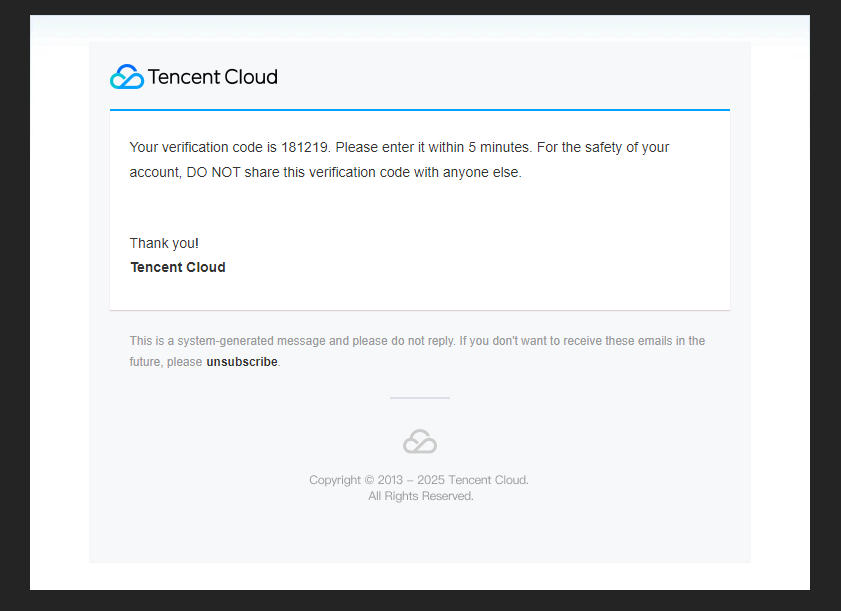 Tencent Cloud
Your verification code is 181219. Please enter it within 5 minutes. For the safety of your
account, DO NOT share this verification code with anyone else.
Thank you!
Tencent Cloud
This is a system-generated message and please do not reply. If you don't want to receive these emails in the
future, please unsubscribe.
Copyright © 2013 – 2025 Tencent Cloud.
All Rights Reserved.